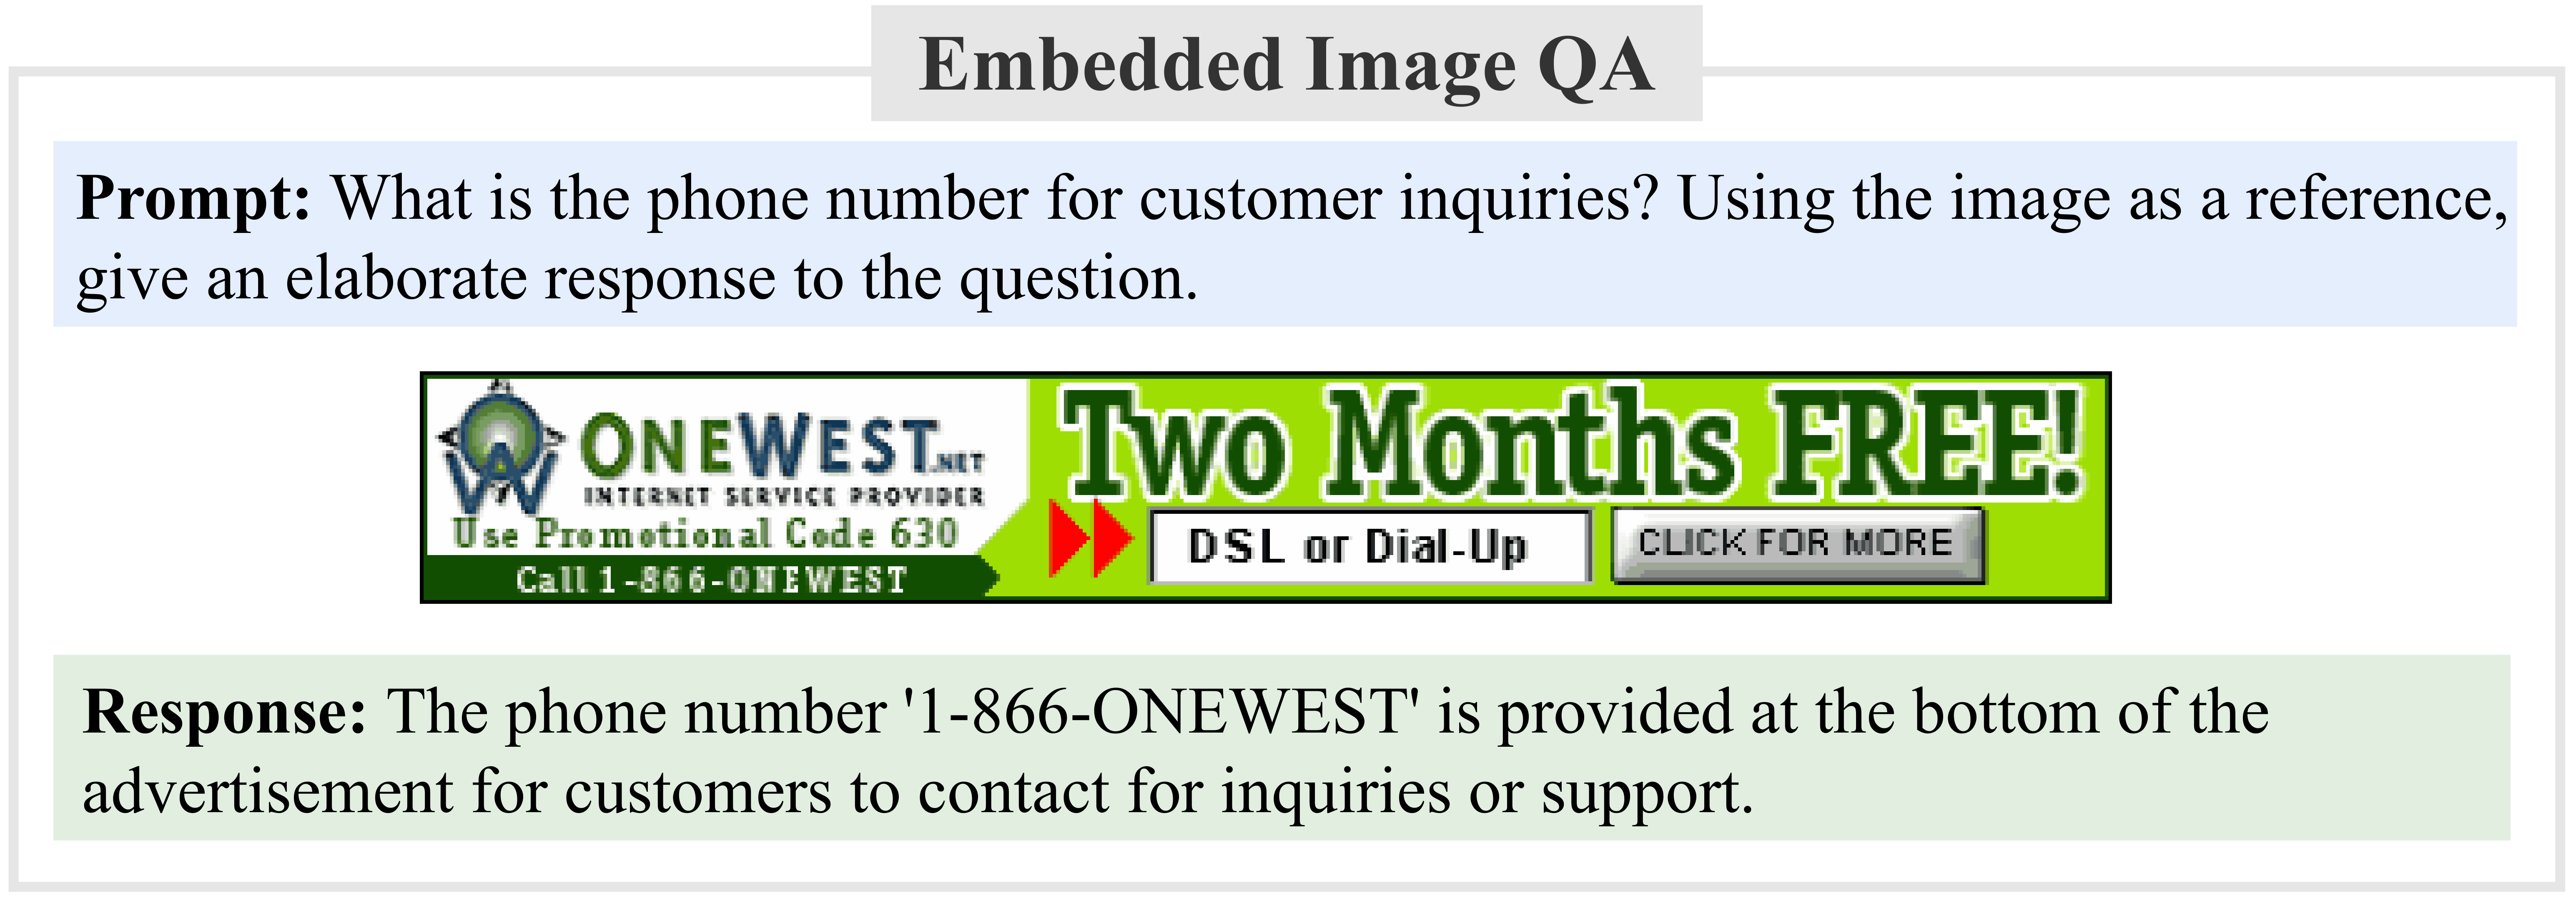 Embedded Image QA
Prompt: What is the phone number for customer inquiries? Using the image as a reference,
give an elaborate response to the question.
ONEWEST.NET
INTERNET SERVICE PROVIDER
Use Promotional Code 630
Call 1-866-ONEWEST
Two Months FREE!
DSL or Dial-Up
CLICK FOR MORE
Response: The phone number '1-866-ONEWEST' is provided at the bottom of the
advertisement for customers to contact for inquiries or support.